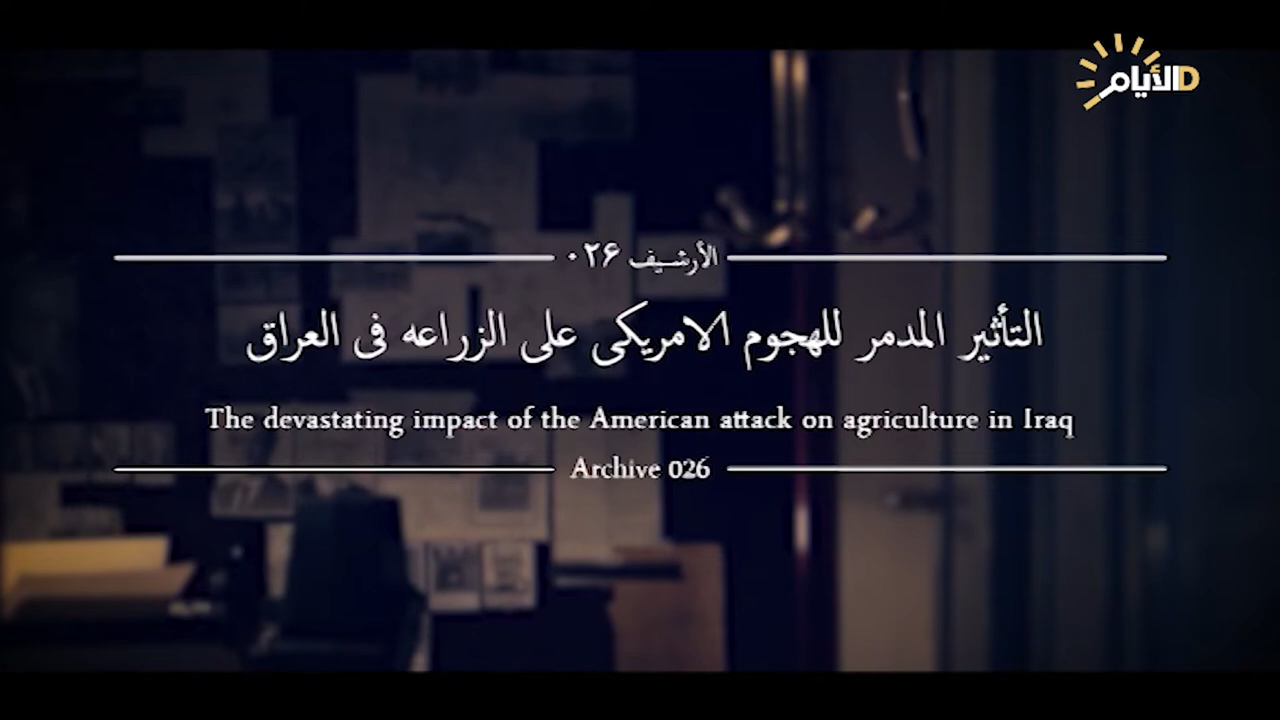 الأيام D
الأرشيف ۰۲۶
التأثير المدمر للهجوم الامريكى على الزراعه فى العراق
The devastating impact of the American attack on agriculture in Iraq
Archive 026